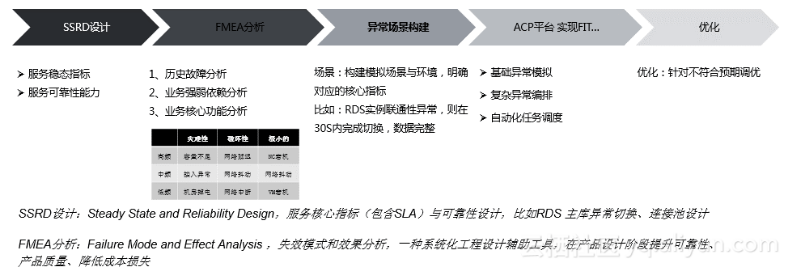 SSRD设计
FMEA分析
异常场景构建
ACP平台 实现FIT...
优化
➤ 服务稳态指标
➤ 服务可靠性能力
1、历史故障分析
2、业务强弱依赖分析
3、业务核心功能分析
场景：构建模拟场景与环境，明确
对应的核心指标
比如：RDS实例联通性异常，则在
30S内完成切换，数据完整
➤ 基础异常模拟
➤ 复杂异常编排
➤ 自动化任务调度
优化：针对不符合预期调优
灾难性 破坏性 很小的
高频 容量不足 网络延迟 NC宕机
中频 输入异常 网络抖动 网络抖动
低频 机房掉电 网络中断 VM宕机
SSRD设计：Steady State and Reliability Design，服务核心指标（包含SLA）与可靠性设计，比如RDS 主库异常切换、连接池设计
FMEA分析：Failure Mode and Effect Analysis ，失效模式和效果分析，一种系统化工程设计辅助工具，在产品设计阶段提升可靠性、
产品质量、降低成本损失